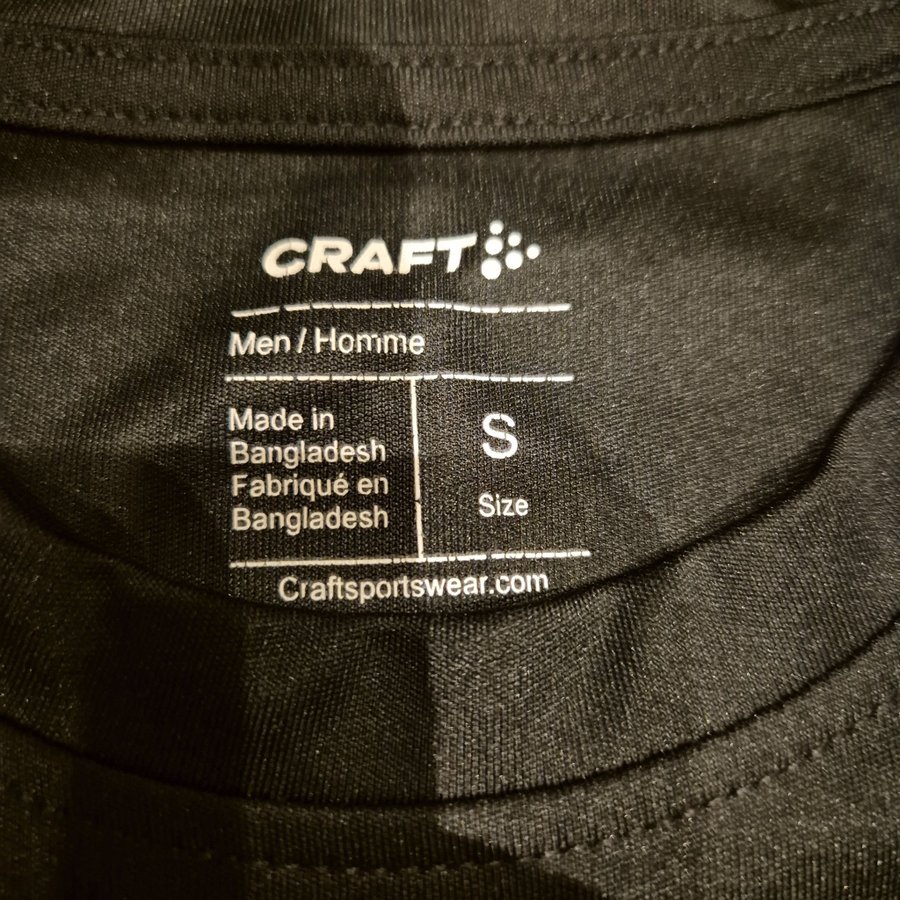 CRAFT
Men / Homme
Made in
Bangladesh
Fabriqué en
Bangladesh
S
Size
Craftsportswear.com